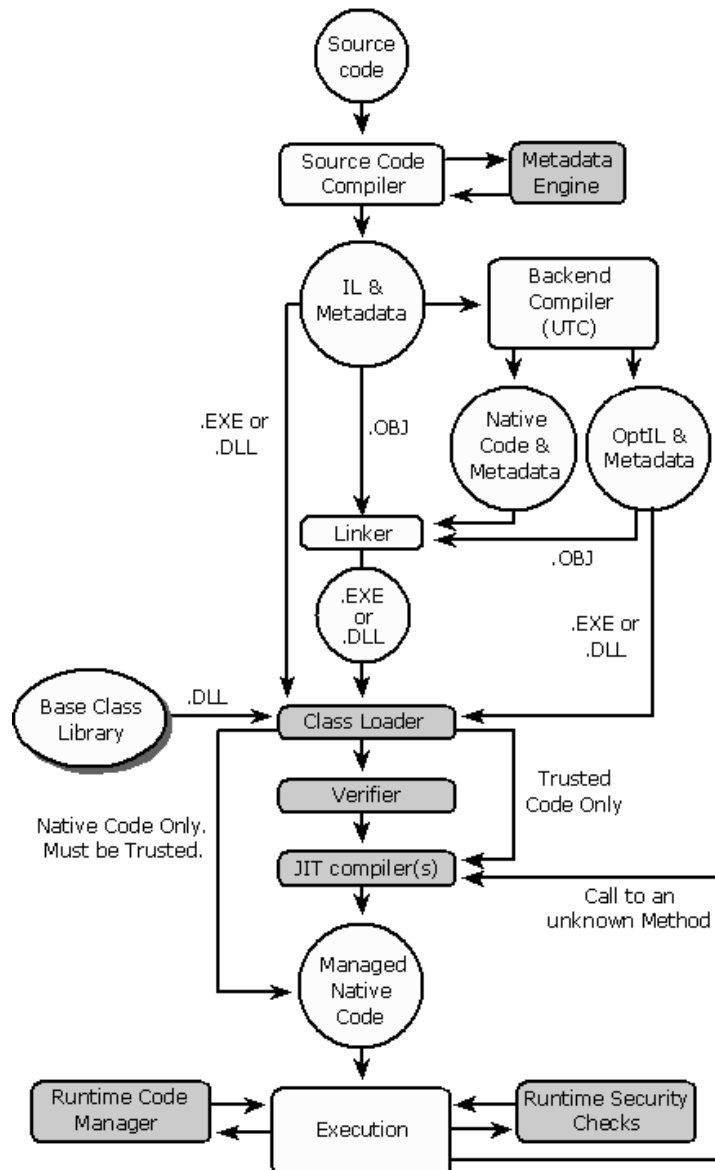 Source
code
Source Code
Compiler
Metadata
Engine
IL &
Metadata
Backend
Compiler
(UTC)
.EXE or
.DLL
.OBJ
Native
Code &
Metadata
OptIL &
Metadata
Linker
.OBJ
.EXE
or
.DLL
.EXE or
.DLL
Base Class
Library
.DLL
Class Loader
Trusted
Code Only
Verifier
Native Code Only.
Must be Trusted.
JIT compiler(s)
Call to an
unknown Method
Managed
Native
Code
Runtime Code
Manager
Execution
Runtime Security
Checks